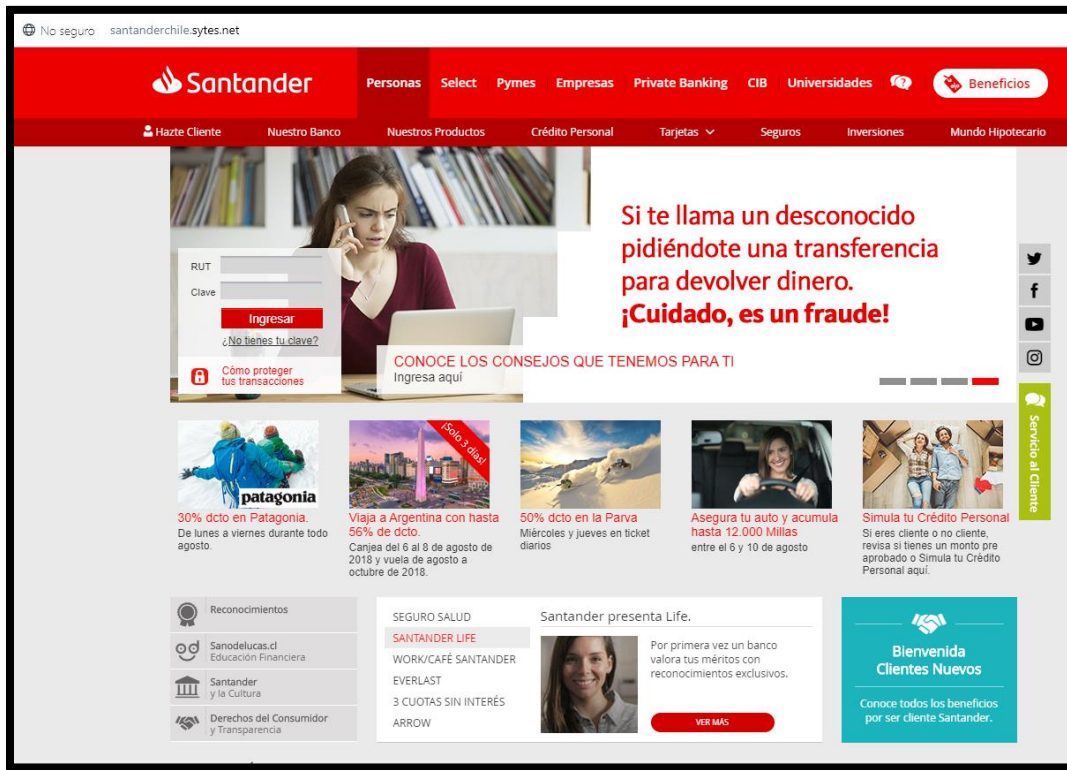 No seguro santanderchile.sytes.net
Santander
Personas Select Pymes Empresas Private Banking CIB Universidades Beneficios
Hazte Cliente Nuestro Banco Nuestros Productos Crédito Personal Tarjetas Seguros Inversiones Mundo Hipotecario
Si te llama un desconocido
pidiéndote una transferencia
para devolver dinero.
¡Cuidado, es un fraude!
RUT
Clave
Ingresar
¿No tienes tu clave?
Cómo proteger
tus transacciones
CONOCE LOS CONSEJOS QUE TENEMOS PARA TI
Ingresa aquí
Servicio al Cliente
patagonia
30% dcto en Patagonia.
De lunes a viernes durante todo
agosto.
¡Solo 3 días!
Viaja a Argentina con hasta
56% de dcto.
Canjea del 6 al 8 de agosto de
2018 y vuela de agosto a
octubre de 2018.
50% dcto en la Parva
Miércoles y jueves en ticket
diarios
Asegura tu auto y acumula
hasta 12.000 Millas
entre el 6 y 10 de agosto
Simula tu Crédito Personal
Si eres cliente o no cliente,
revisa si tienes un monto pre
aprobado o Simula tu Crédito
Personal aquí.
Reconocimientos
Sanodelucas.cl
Educación Financiera
Santander
y la Cultura
Derechos del Consumidor
y Transparencia
SEGURO SALUD
SANTANDER LIFE
WORK/CAFÉ SANTANDER
EVERLAST
3 CUOTAS SIN INTERÉS
ARROW
Santander presenta Life.
Por primera vez un banco
valora tus méritos con
reconocimientos exclusivos.
VER MÁS
Bienvenida
Clientes Nuevos
Conoce todos los beneficios
por ser cliente Santander.